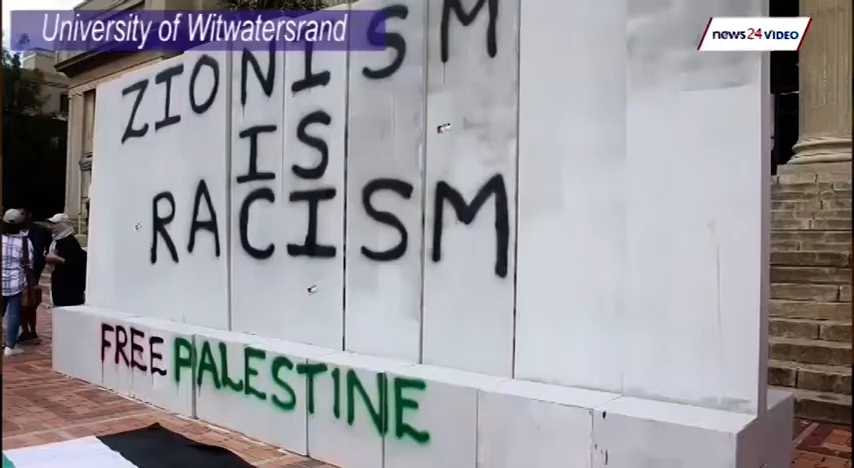 University of Witwatersrand
news24 VIDEO
ZIONISM
IS
RACISM
FREE PALESTINE